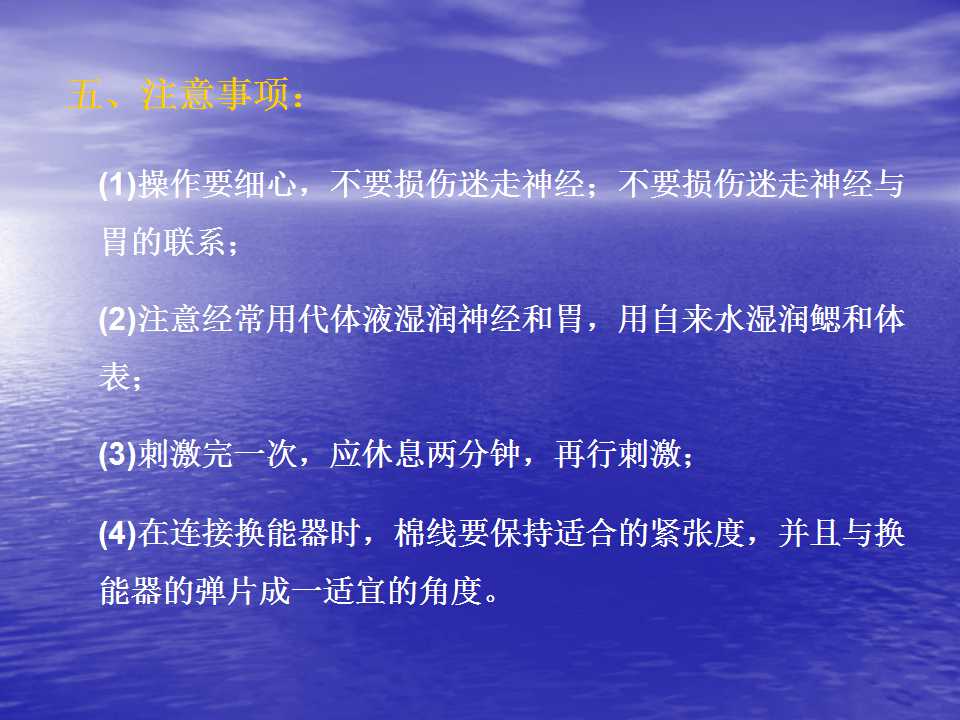 五、注意事项：
(1)操作要细心，不要损伤迷走神经；不要损伤迷走神经与
胃的联系；
(2)注意经常用代体液湿润神经和胃，用自来水湿润鳃和体
表；
(3)刺激完一次，应休息两分钟，再行刺激；
(4)在连接换能器时，棉线要保持适合的紧张度，并且与换
能器的弹片成一适宜的角度。